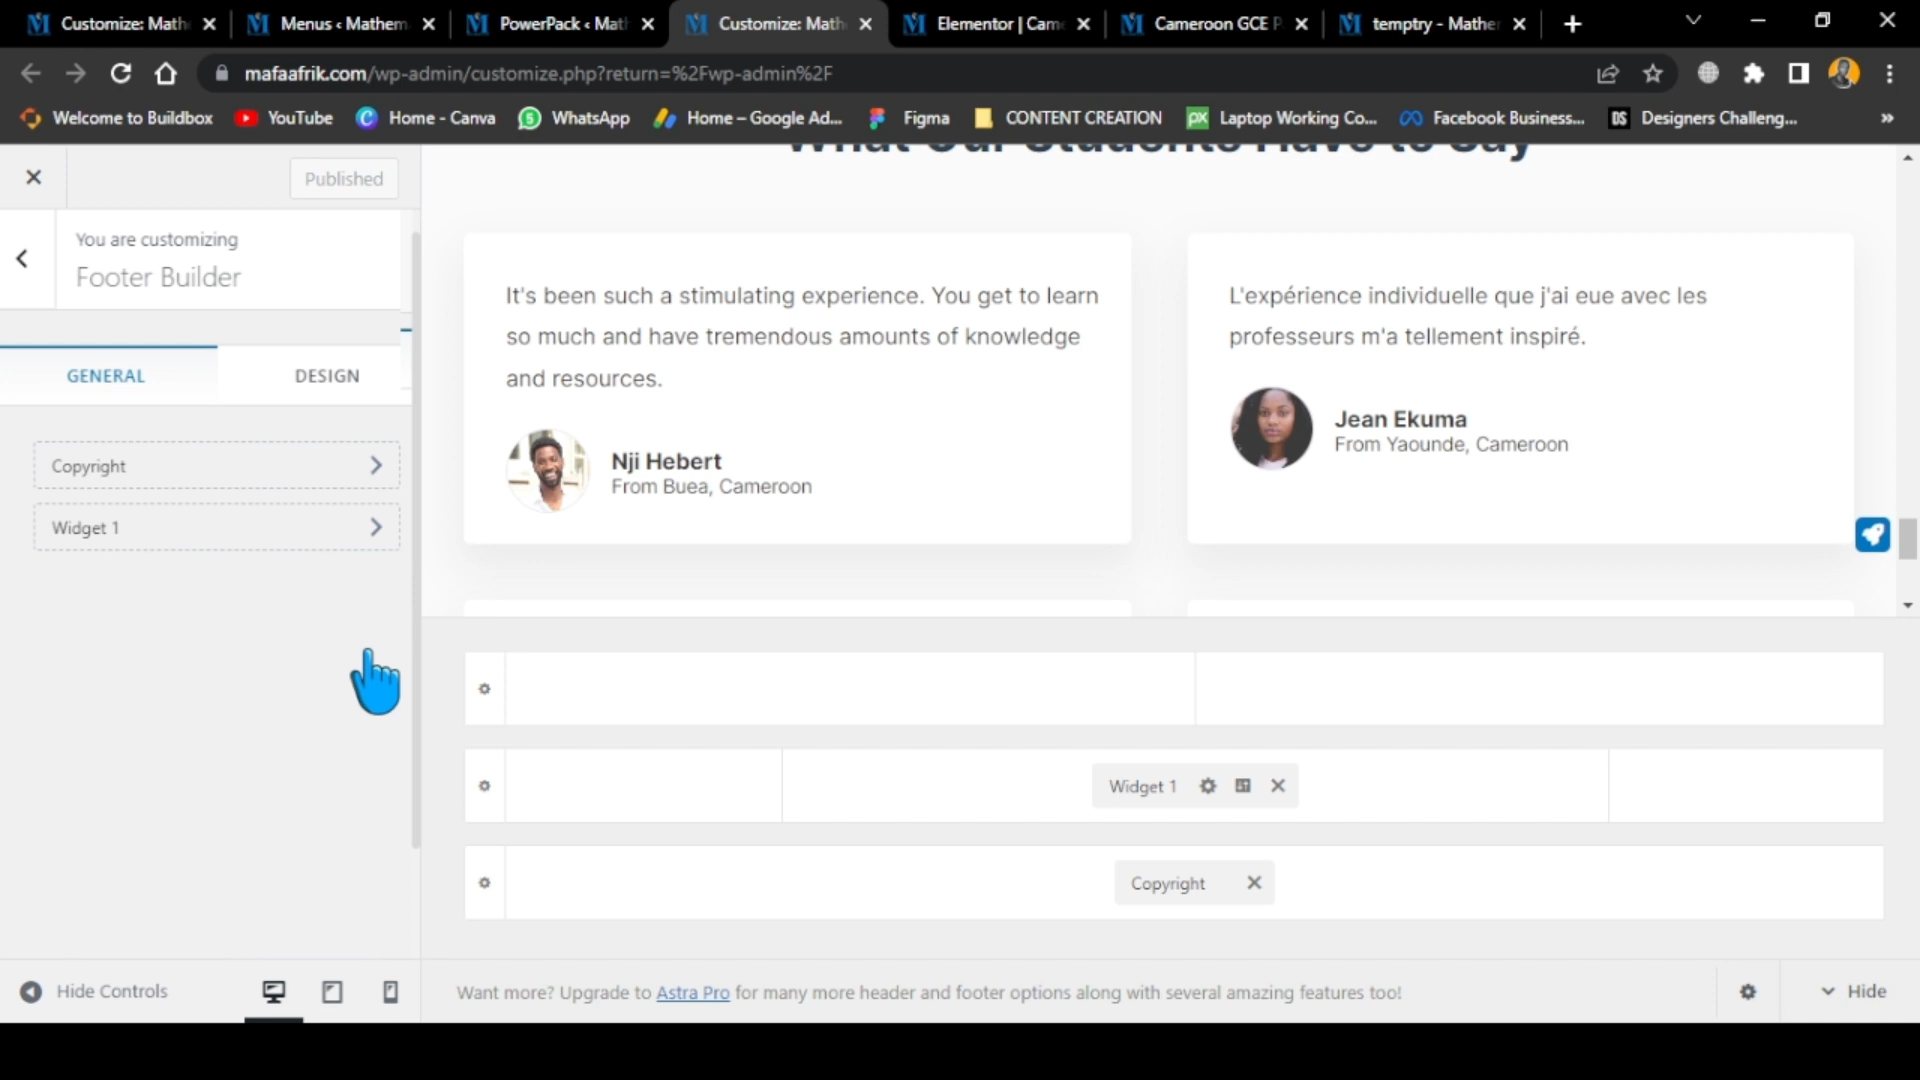 Customize: Math
Menus ‹ Mathem
PowerPack ‹ Mat
Customize: Math
Elementor | Cam
Cameroon GCE P
temptry - Mathe
mafaafrik.com/wp-admin/customize.php?return=%2Fwp-admin%2F
Welcome to Buildbox
YouTube
Home - Canva
WhatsApp
Home – Google Ad...
Figma
CONTENT CREATION
Laptop Working Co...
Facebook Business...
Designers Challeng...
Published
What Our Students Have to Say
You are customizing
Footer Builder
GENERAL
DESIGN
Copyright
Widget 1
It's been such a stimulating experience. You get to learn
so much and have tremendous amounts of knowledge
and resources.
Nji Hebert
From Buea, Cameroon
L'expérience individuelle que j'ai eue avec les
professeurs m'a tellement inspiré.
Jean Ekuma
From Yaounde, Cameroon
Widget 1
Copyright
Hide Controls
Want more? Upgrade to Astra Pro for many more header and footer options along with several amazing features too!
Hide